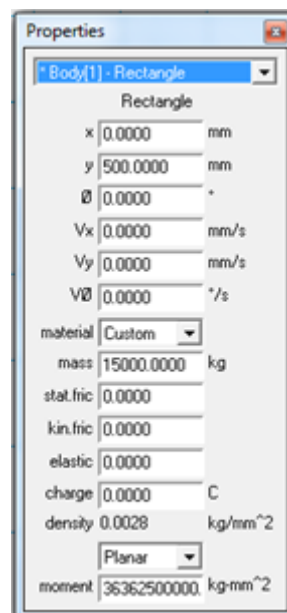 Properties
* Body[1] - Rectangle
Rectangle
x 0.0000 mm
y 500.0000 mm
Ø 0.0000 °
Vx 0.0000 mm/s
Vy 0.0000 mm/s
VØ 0.0000 °/s
material Custom
mass 15000.0000 kg
stat.fric 0.0000
kin.fric 0.0000
elastic 0.0000
charge 0.0000 C
density 0.0028 kg/mm^2
Planar
moment 36362500000. kg-mm^2